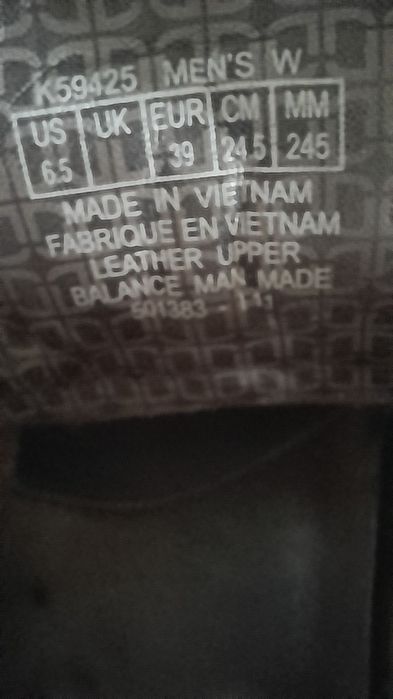 K59425 MEN'S W
US UK EUR CM MM
6.5 39 24.5 245
MADE IN VIETNAM
FABRIQUE EN VIETNAM
LEATHER UPPER
BALANCE MAN MADE
501383 -